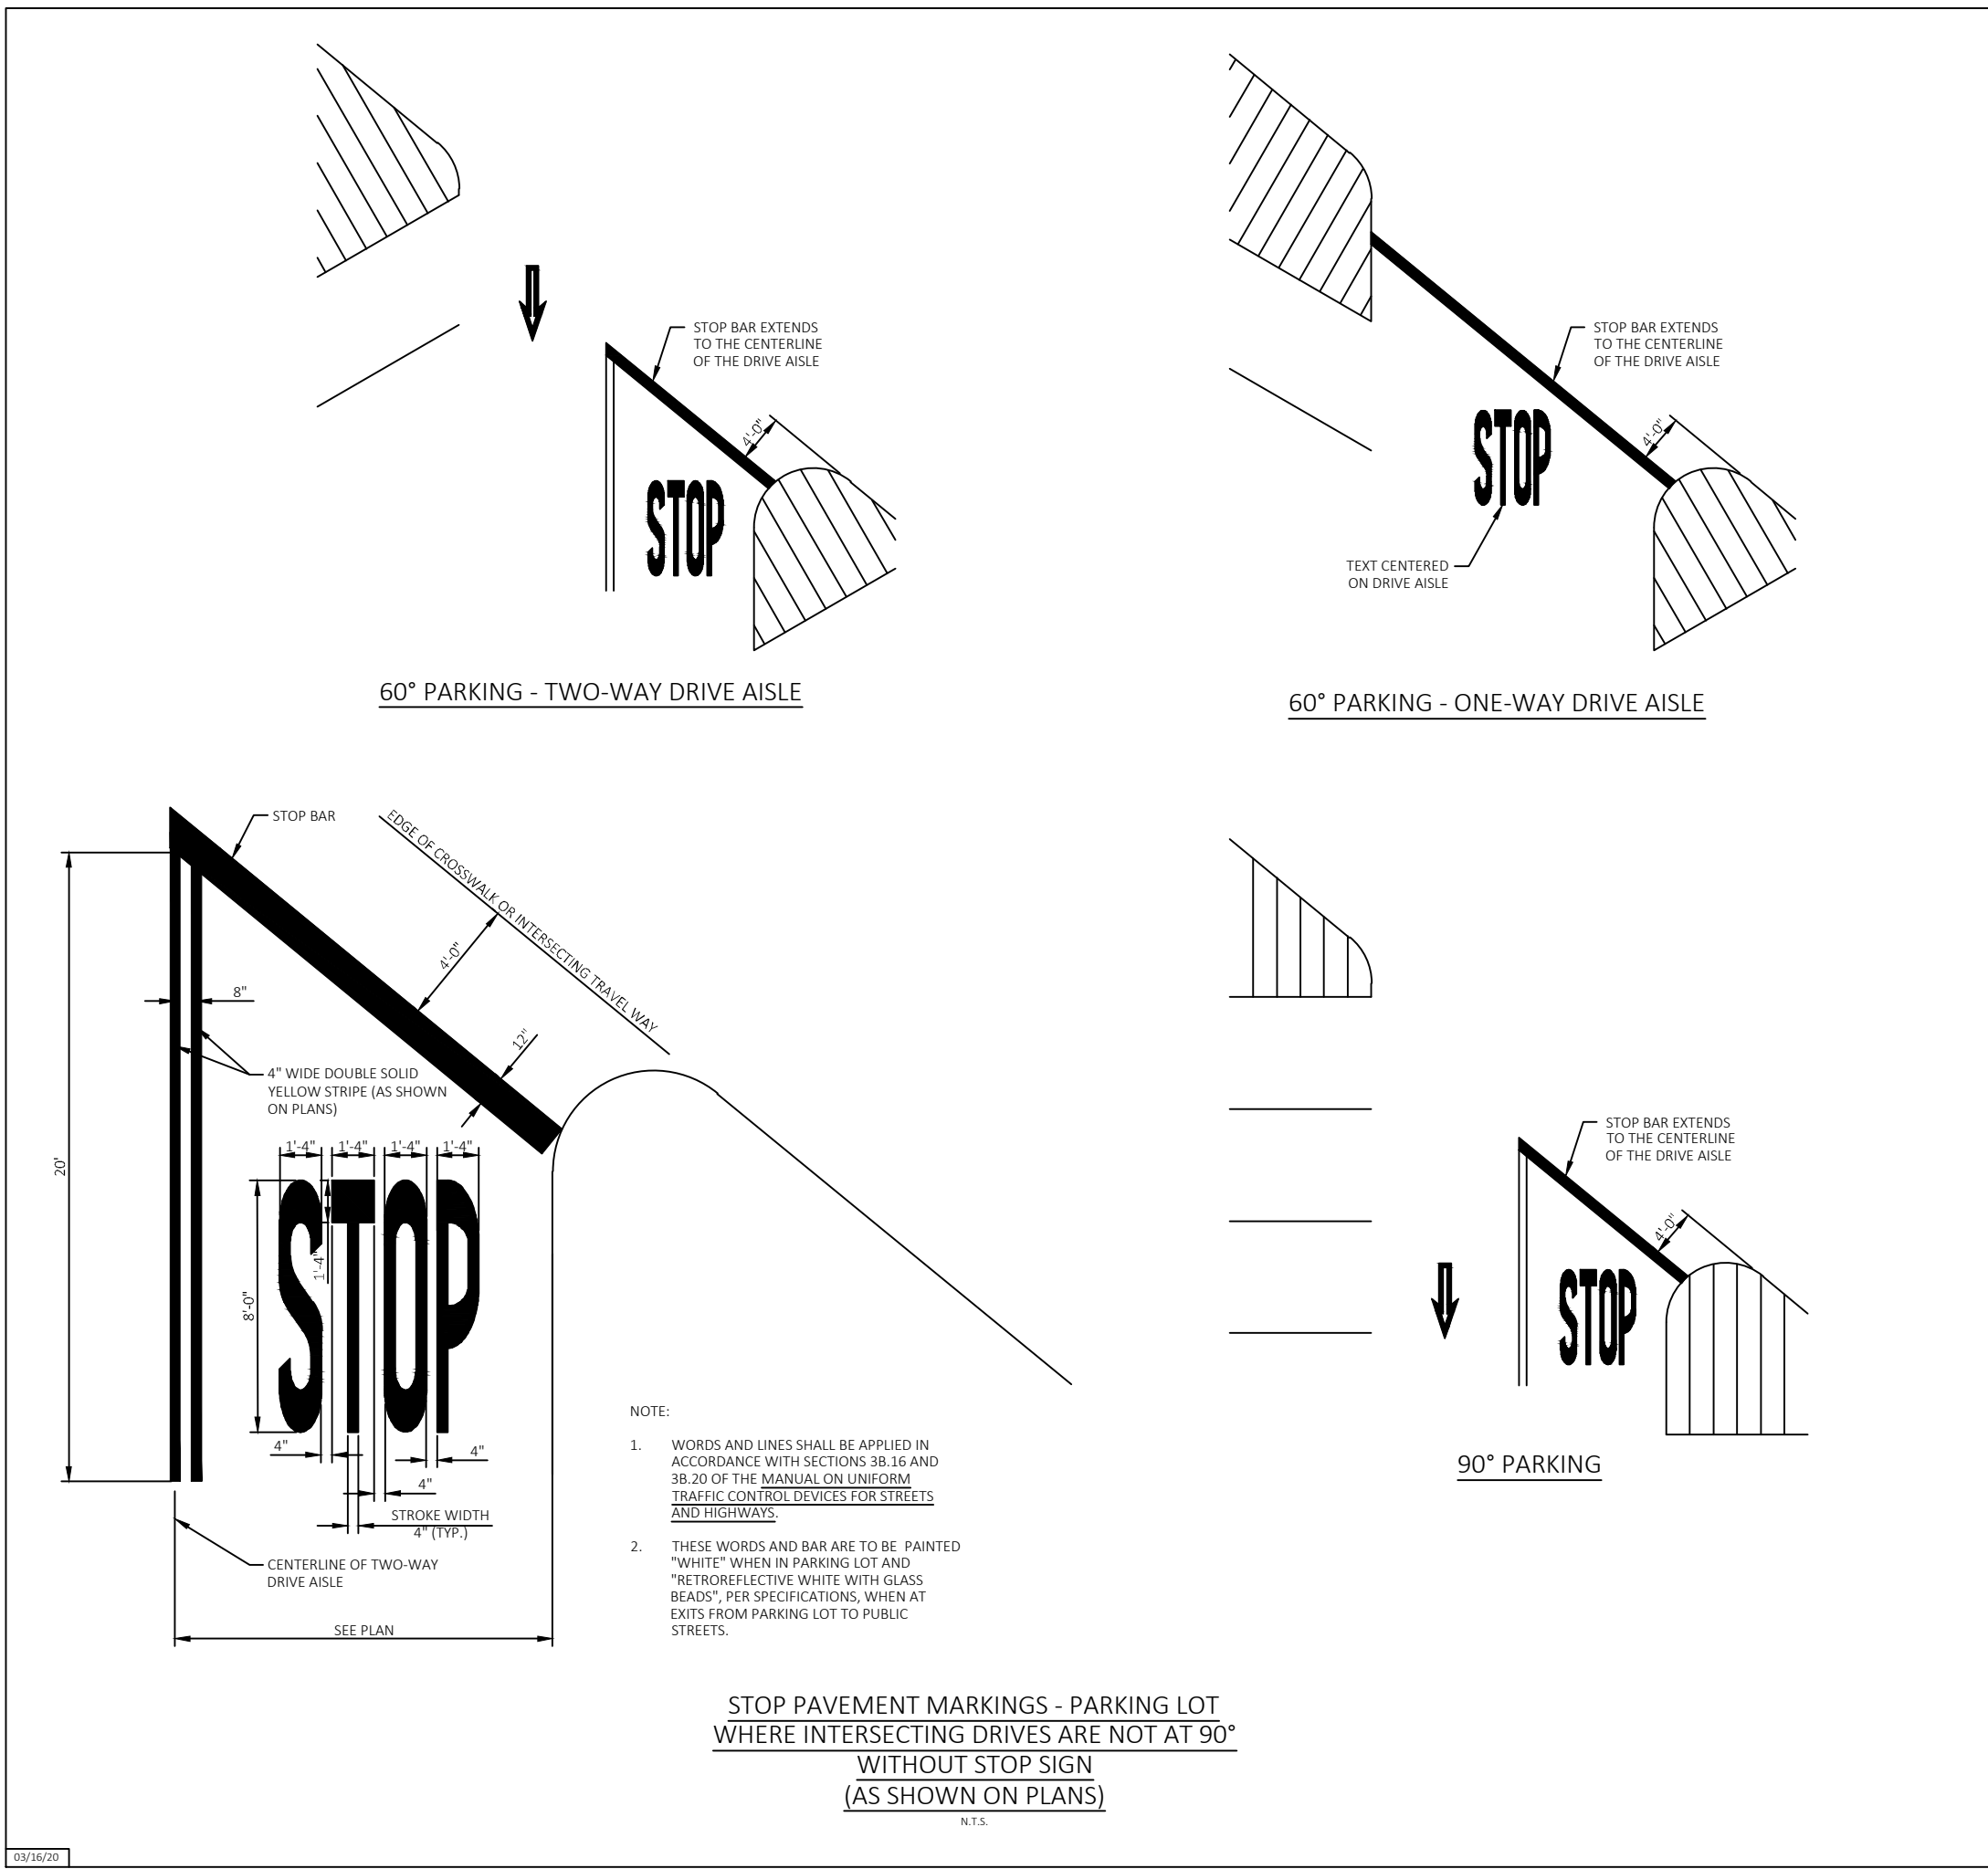 STOP BAR EXTENDS
TO THE CENTERLINE
OF THE DRIVE AISLE
4'-0"
STOP
60° PARKING - TWO-WAY DRIVE AISLE
STOP BAR EXTENDS
TO THE CENTERLINE
OF THE DRIVE AISLE
4'-0"
STOP
TEXT CENTERED
ON DRIVE AISLE
60° PARKING - ONE-WAY DRIVE AISLE
STOP BAR
EDGE OF CROSSWALK OR INTERSECTING TRAVEL WAY
4'-0"
12"
8"
4" WIDE DOUBLE SOLID
YELLOW STRIPE (AS SHOWN
ON PLANS)
20'
1'-4" 1'-4" 1'-4" 1'-4"
1'-4"
8'-0"
STOP
4" 4"
4"
STROKE WIDTH
4" (TYP.)
CENTERLINE OF TWO-WAY
DRIVE AISLE
SEE PLAN
NOTE:
1. WORDS AND LINES SHALL BE APPLIED IN
ACCORDANCE WITH SECTIONS 3B.16 AND
3B.20 OF THE MANUAL ON UNIFORM
TRAFFIC CONTROL DEVICES FOR STREETS
AND HIGHWAYS.
2. THESE WORDS AND BAR ARE TO BE PAINTED
"WHITE" WHEN IN PARKING LOT AND
"RETROREFLECTIVE WHITE WITH GLASS
BEADS", PER SPECIFICATIONS, WHEN AT
EXITS FROM PARKING LOT TO PUBLIC
STREETS.
STOP BAR EXTENDS
TO THE CENTERLINE
OF THE DRIVE AISLE
4'-0"
STOP
90° PARKING
STOP PAVEMENT MARKINGS - PARKING LOT
WHERE INTERSECTING DRIVES ARE NOT AT 90°
WITHOUT STOP SIGN
(AS SHOWN ON PLANS)
N.T.S.
03/16/20